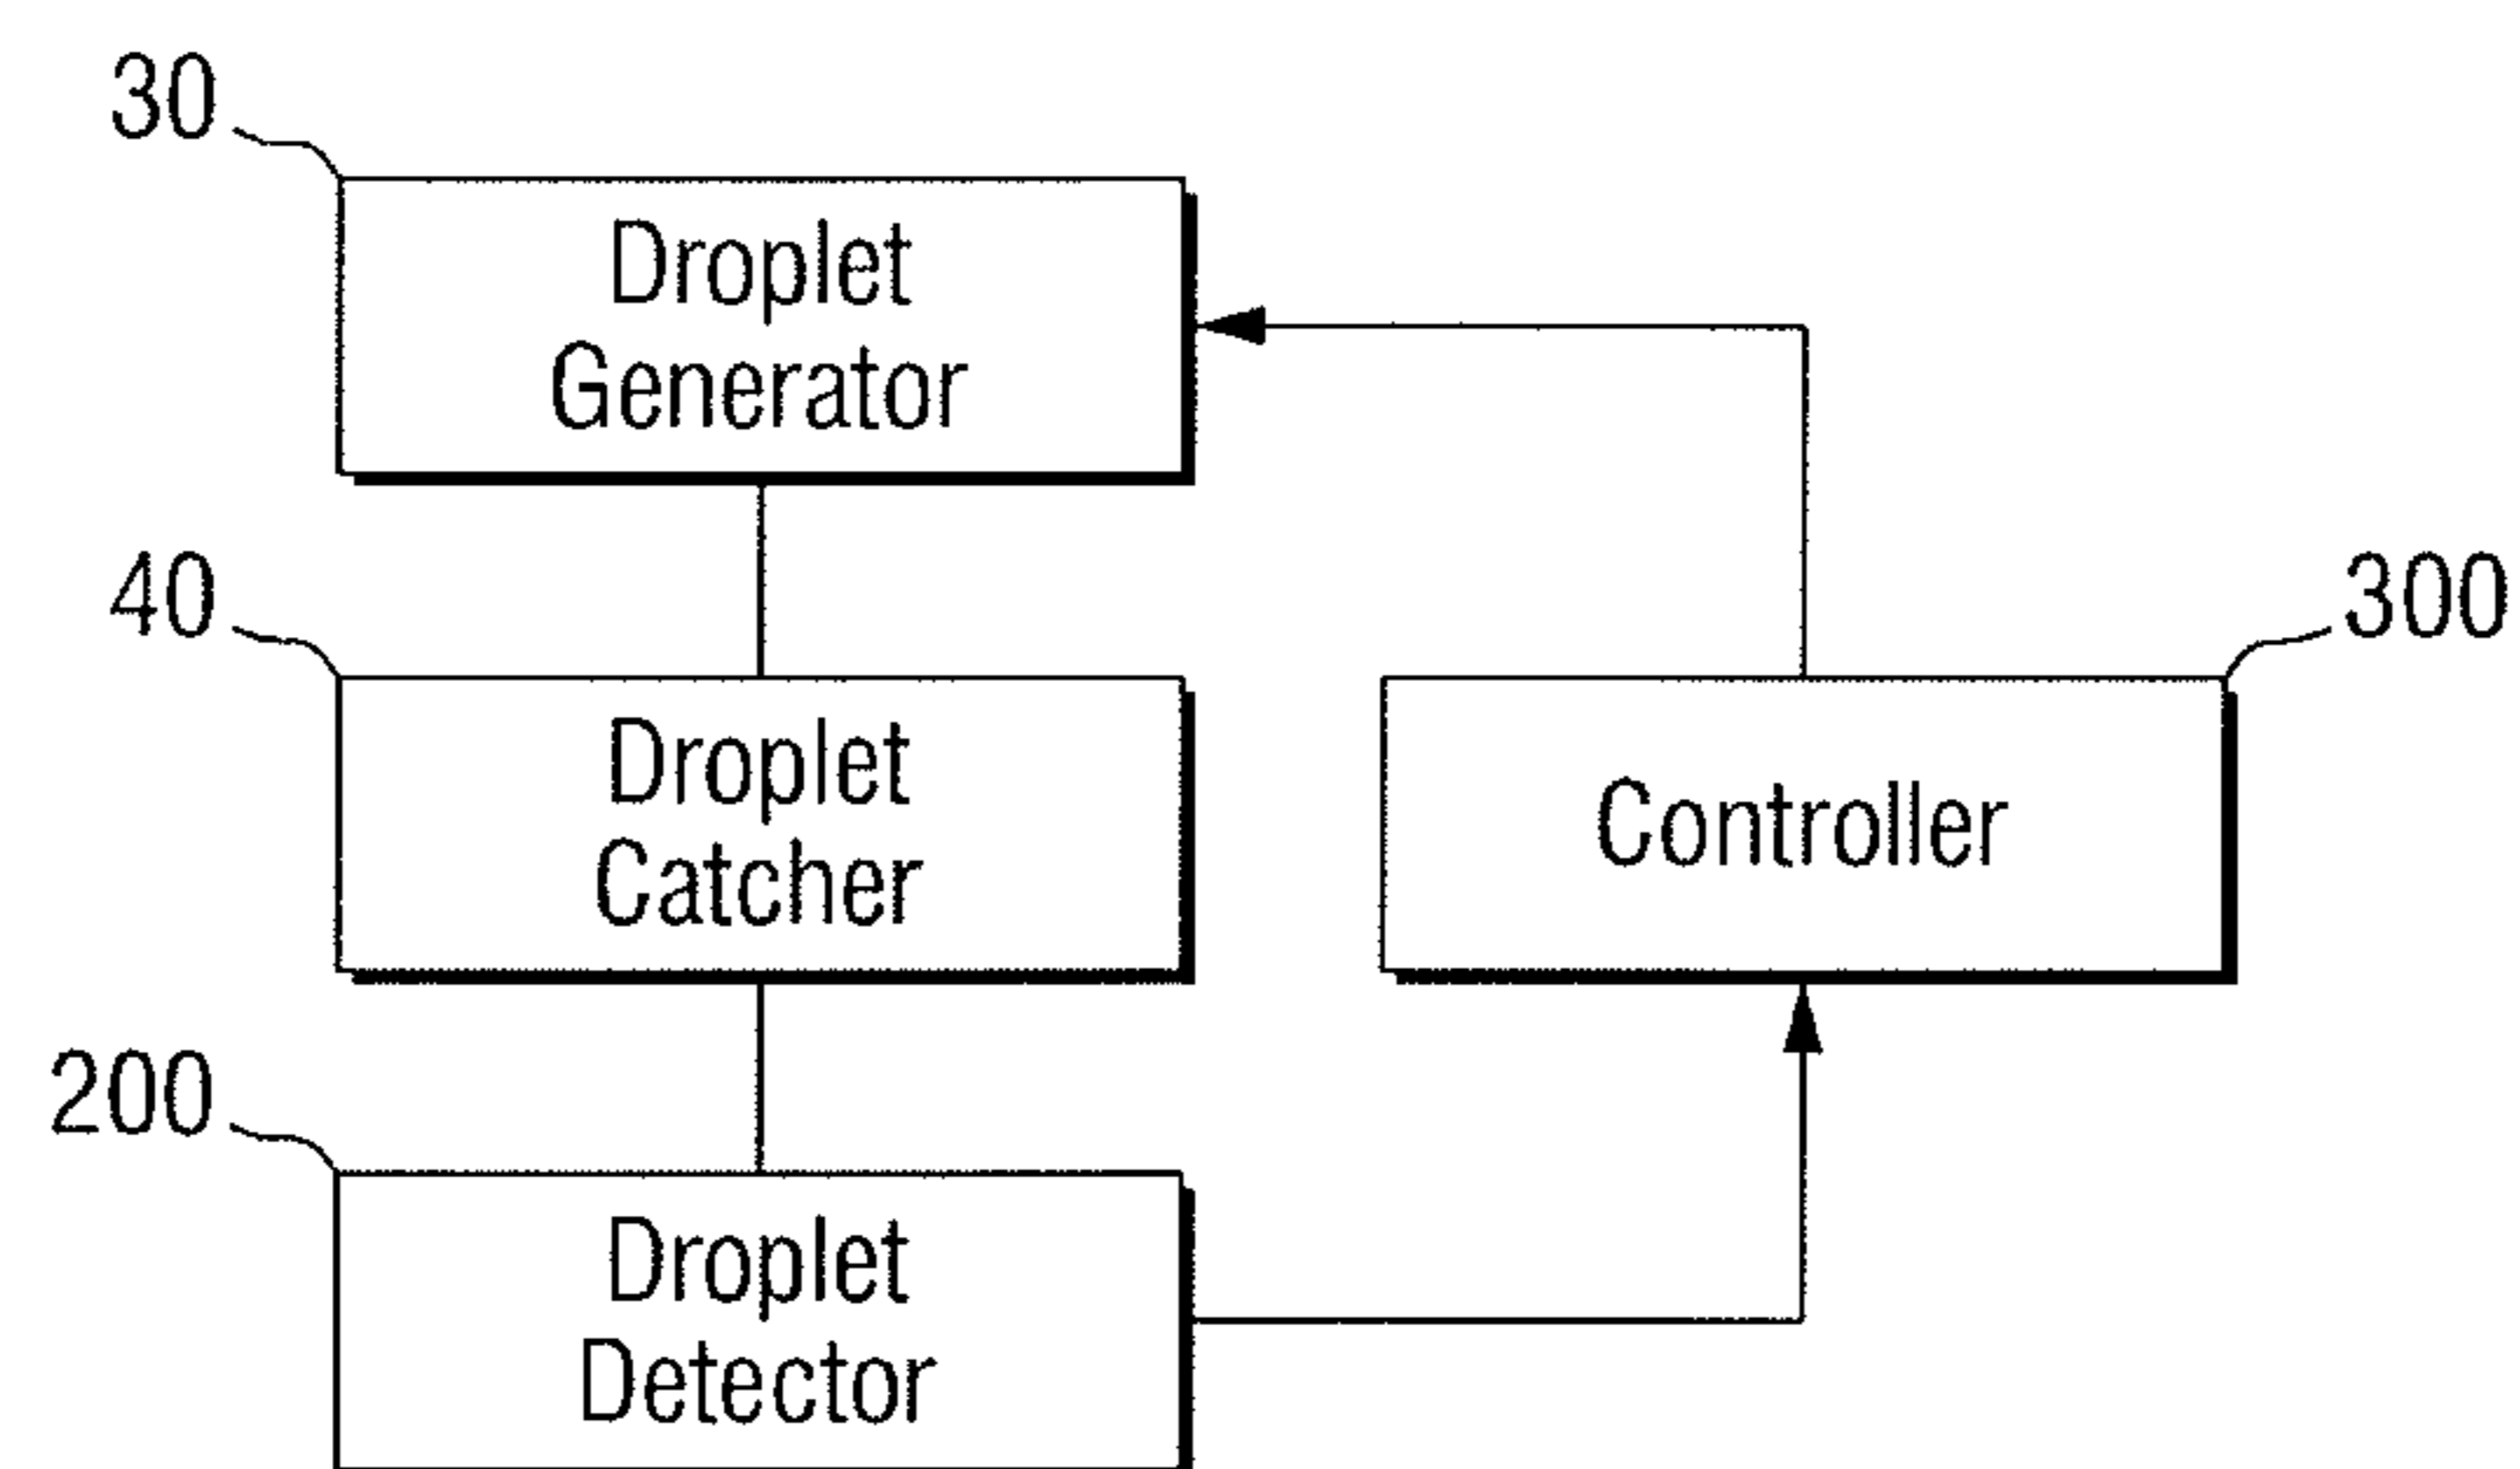 30
Droplet
Generator
40
Droplet
Catcher
300
Controller
200
Droplet
Detector